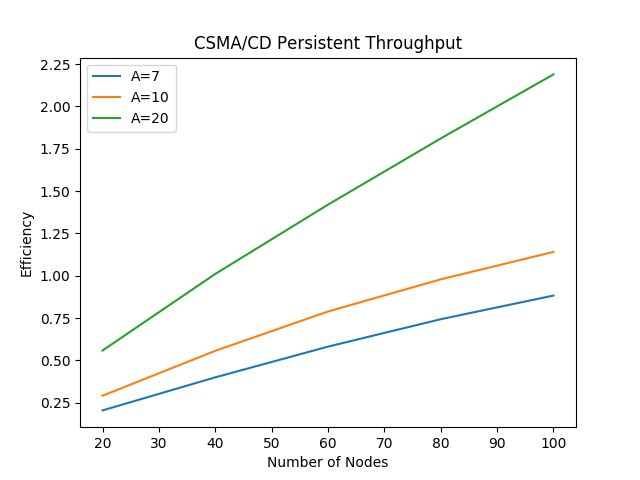 CSMA/CD Persistent Throughput
A=7
A=10
A=20
Efficiency
2.25
2.00
1.75
1.50
1.25
1.00
0.75
0.50
0.25
20 30 40 50 60 70 80 90 100
Number of Nodes